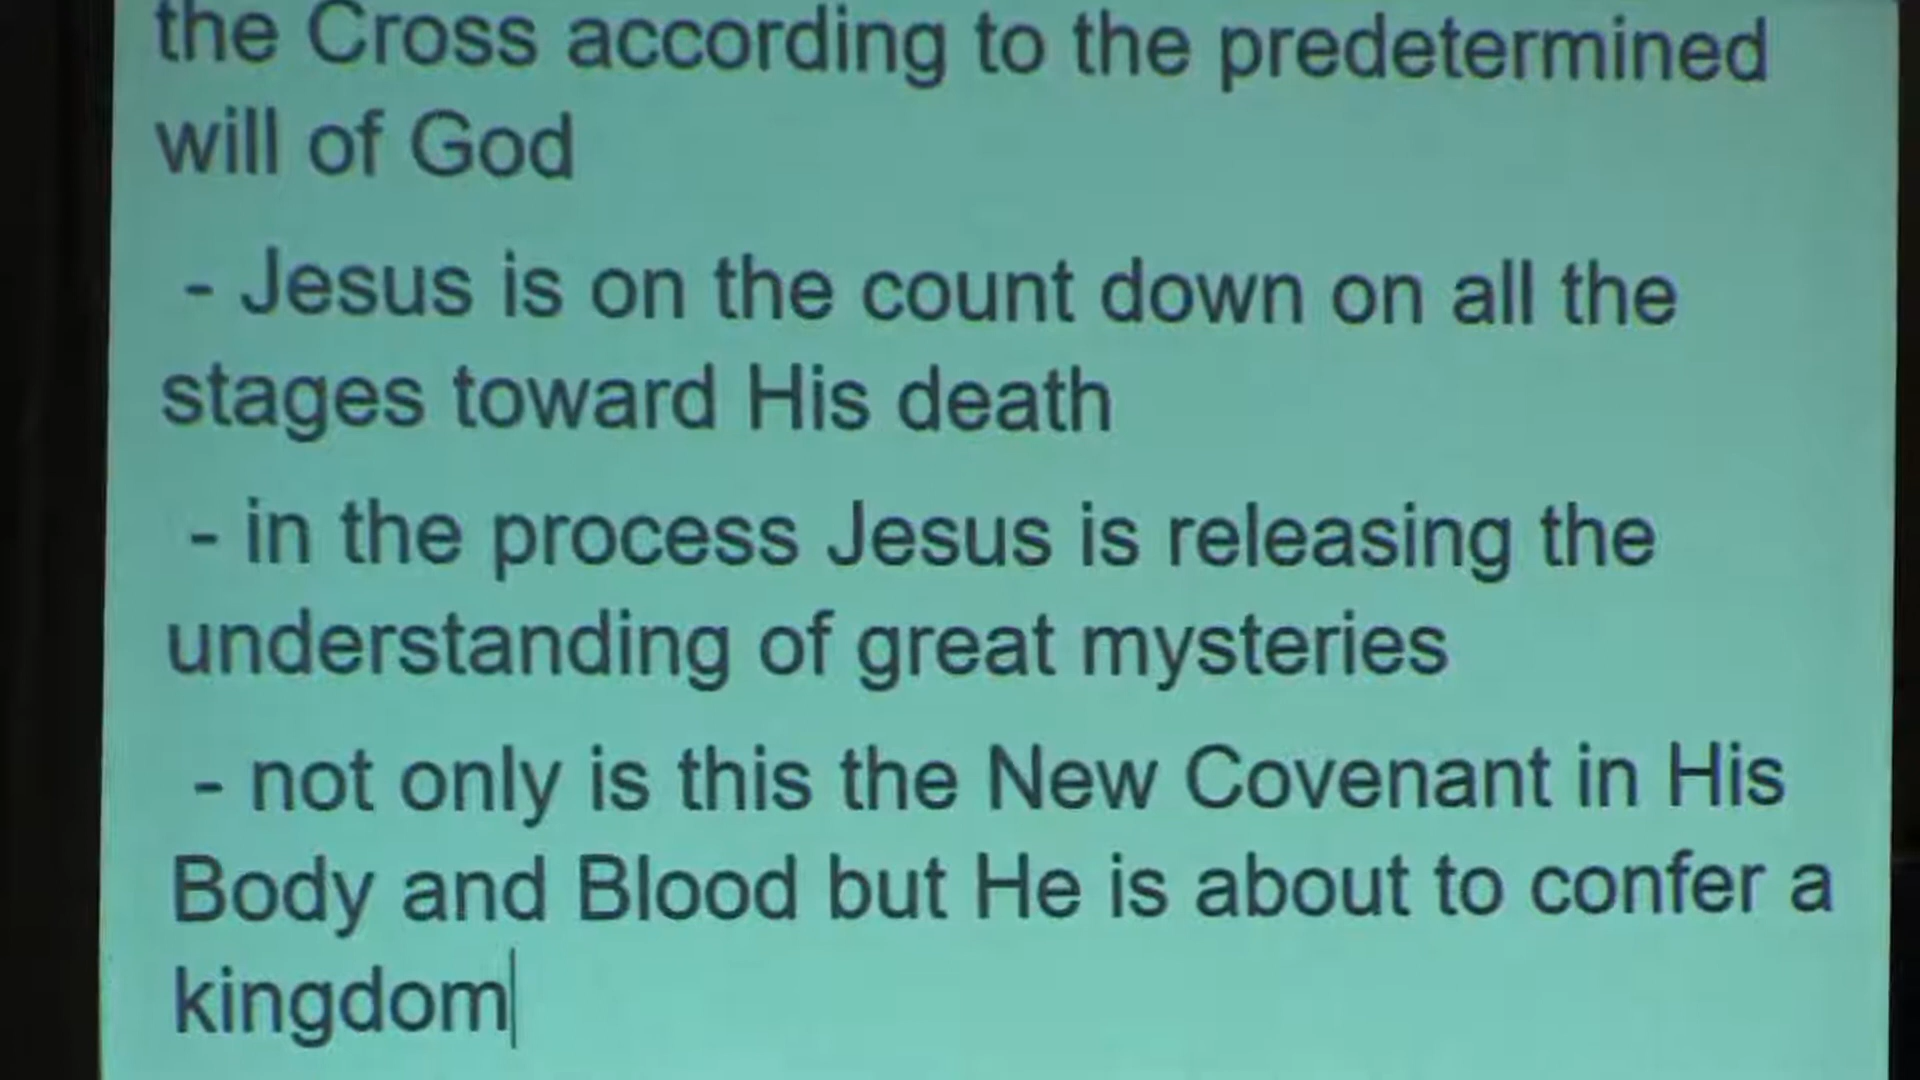 the Cross according to the predetermined
will of God
- Jesus is on the count down on all the
stages toward His death
- in the process Jesus is releasing the
understanding of great mysteries
- not only is this the New Covenant in His
Body and Blood but He is about to confer a
kingdom